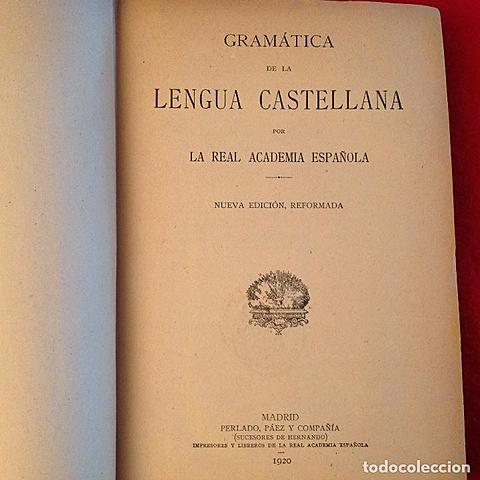 GRAMÁTICA
DE LA
LENGUA CASTELLANA
POR
LA REAL ACADEMIA ESPAÑOLA
NUEVA EDICIÓN, REFORMADA
MADRID
PERLADO, PÁEZ Y COMPAÑÍA
(SUCESORES DE HERNANDO)
IMPRESORES Y LIBREROS DE LA REAL ACADEMIA ESPAÑOLA
1920
todocoleccion